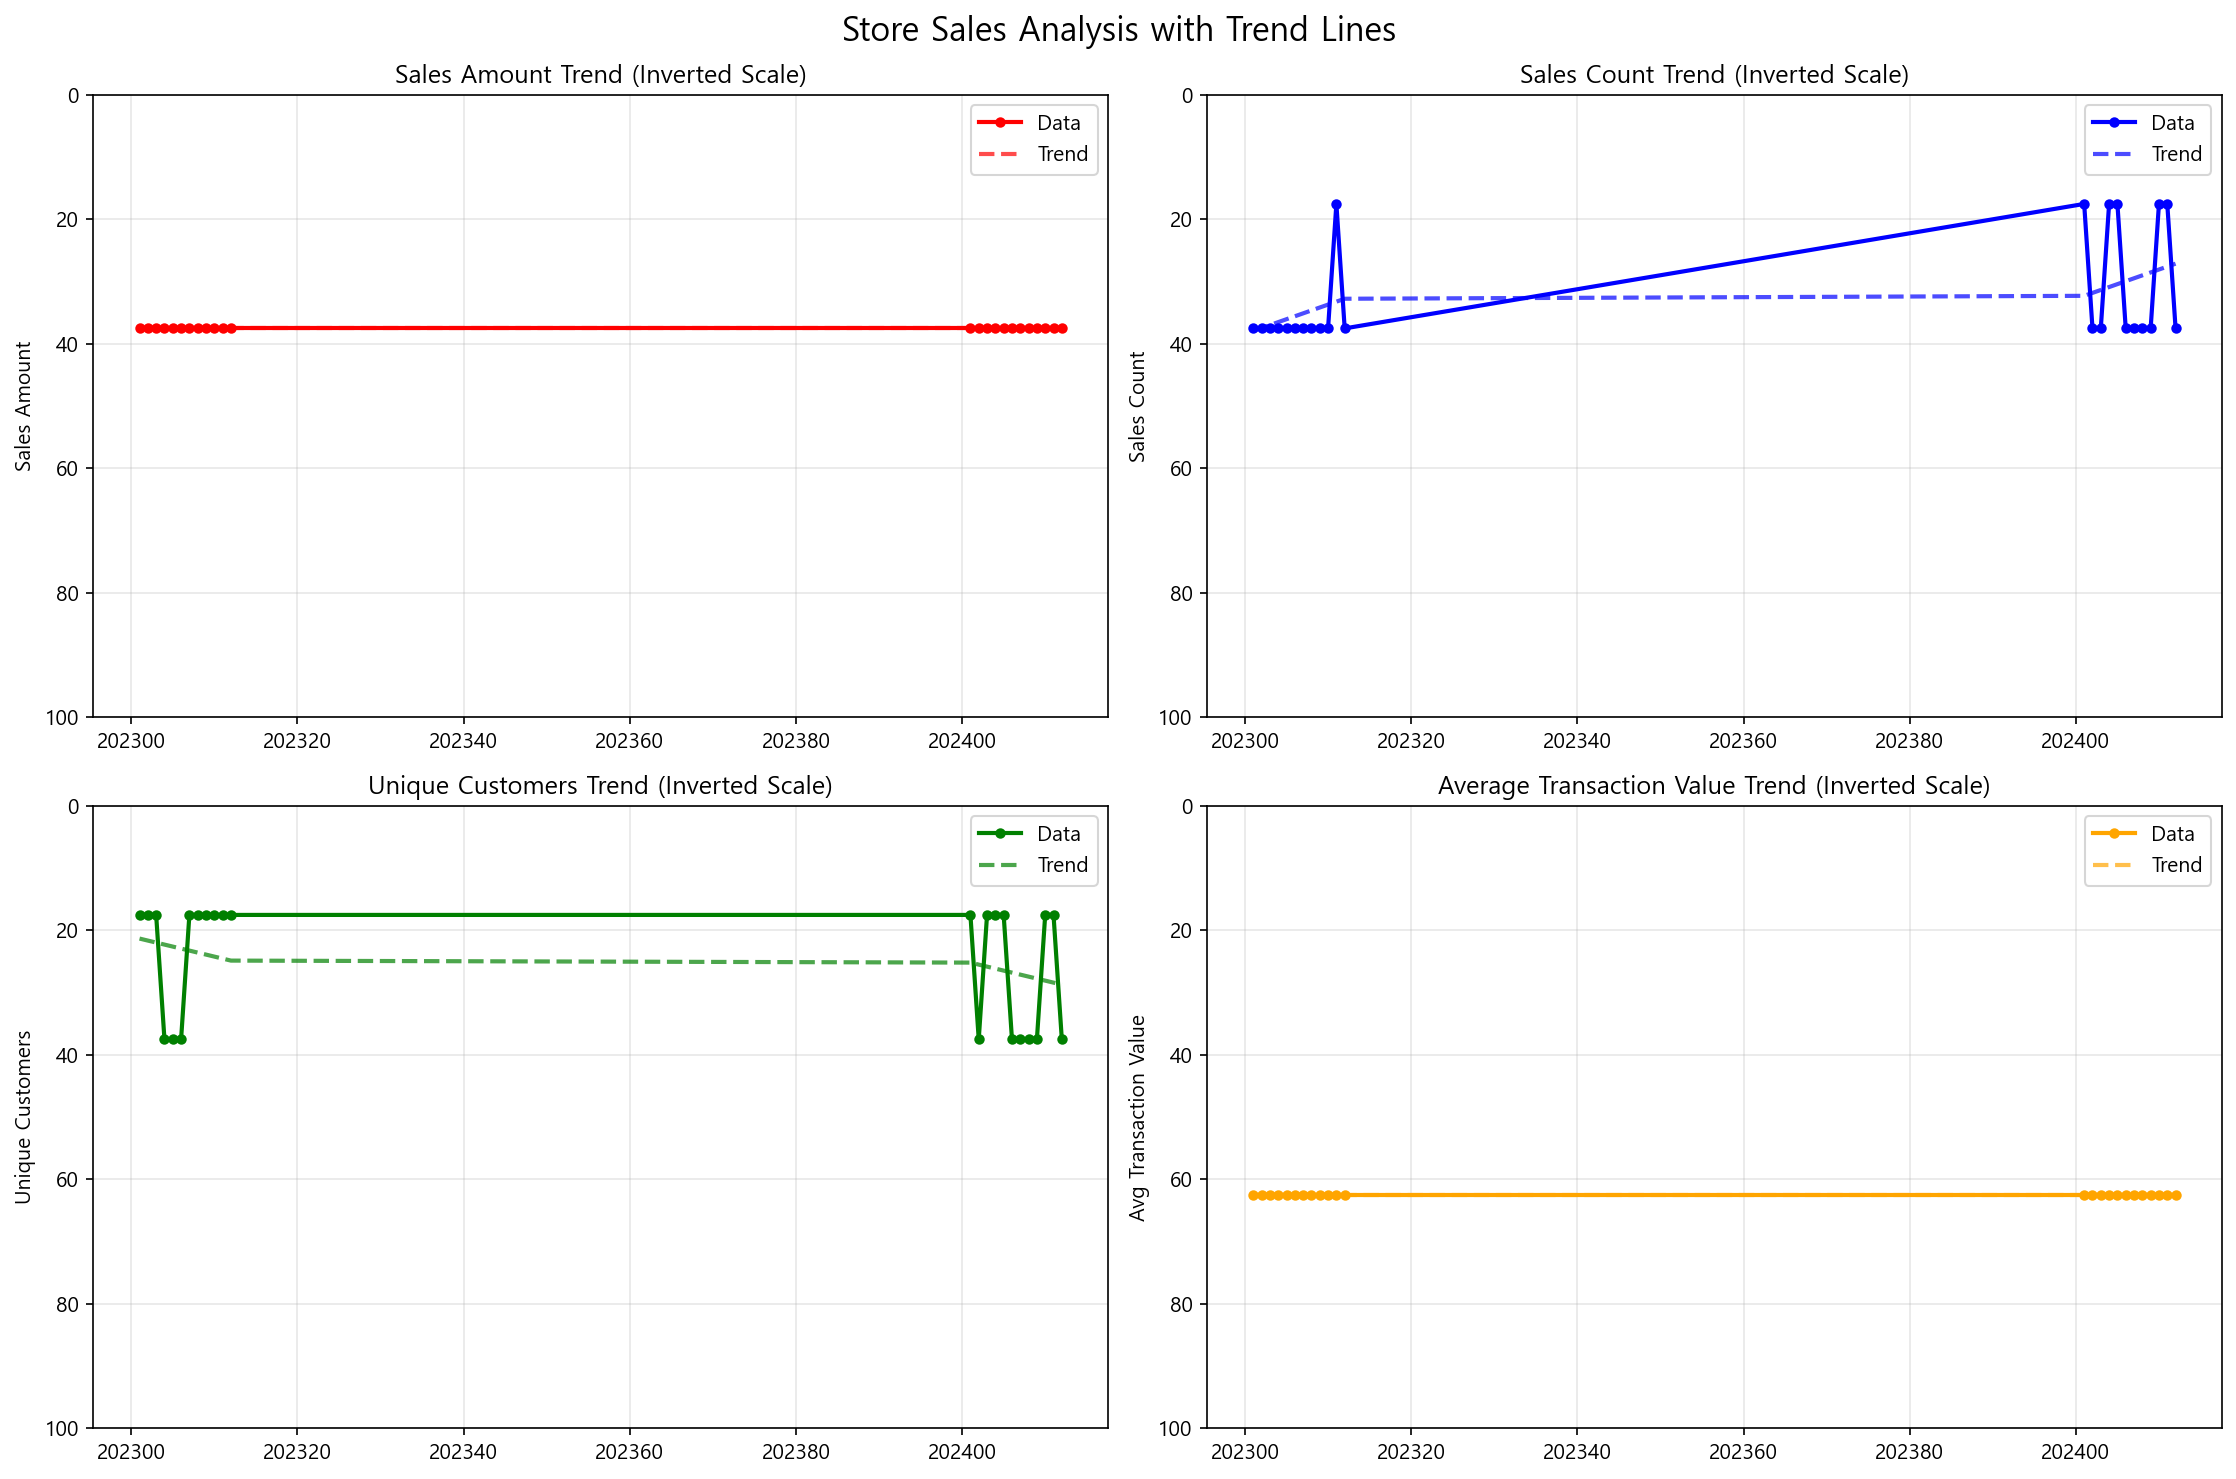 Store Sales Analysis with Trend Lines
Sales Amount Trend (Inverted Scale)
Data
Trend
Sales Amount
0
20
40
60
80
100
202300 202320 202340 202360 202380 202400
Sales Count Trend (Inverted Scale)
Data
Trend
Sales Count
0
20
40
60
80
100
202300 202320 202340 202360 202380 202400
Unique Customers Trend (Inverted Scale)
Data
Trend
Unique Customers
0
20
40
60
80
100
202300 202320 202340 202360 202380 202400
Average Transaction Value Trend (Inverted Scale)
Data
Trend
Avg Transaction Value
0
20
40
60
80
100
202300 202320 202340 202360 202380 202400